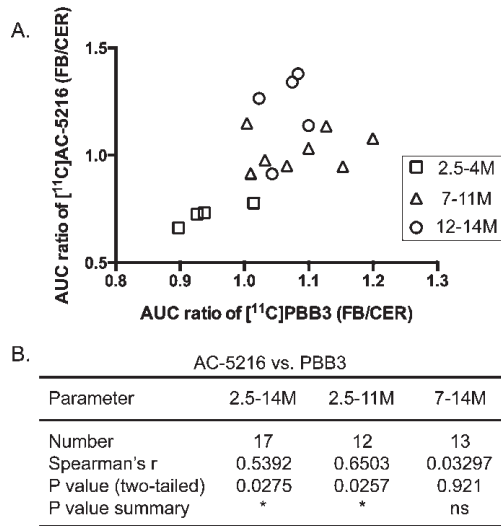 A.
AUC ratio of [¹¹C]AC-5216 (FB/CER)
1.5
1.0
0.5
0.8 0.9 1.0 1.1 1.2 1.3
AUC ratio of [¹¹C]PBB3 (FB/CER)
2.5-4M
7-11M
12-14M
B.
AC-5216 vs. PBB3
Parameter 2.5-14M 2.5-11M 7-14M
Number 17 12 13
Spearman's r 0.5392 0.6503 0.03297
P value (two-tailed) 0.0275 0.0257 0.921
P value summary * * ns